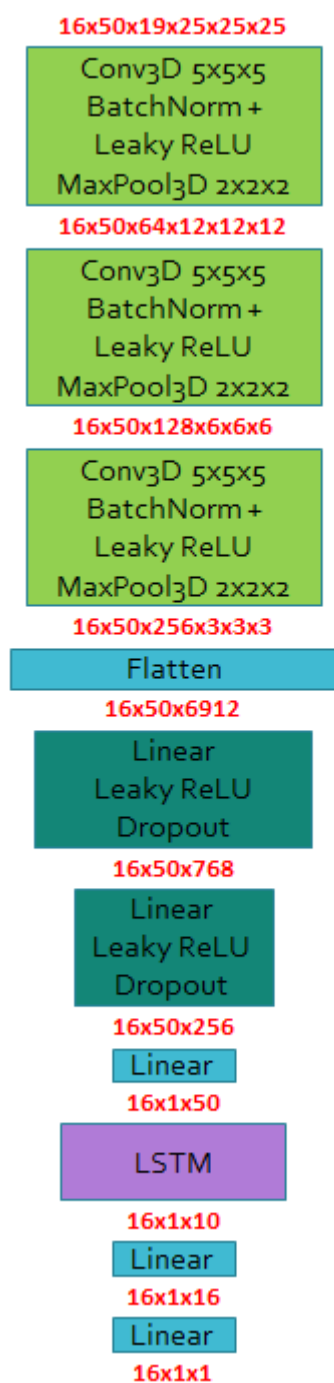 16x50x19x25x25x25
Conv3D 5x5x5
BatchNorm +
Leaky ReLU
MaxPool3D 2x2x2
16x50x64x12x12x12
Conv3D 5x5x5
BatchNorm +
Leaky ReLU
MaxPool3D 2x2x2
16x50x128x6x6x6
Conv3D 5x5x5
BatchNorm +
Leaky ReLU
MaxPool3D 2x2x2
16x50x256x3x3x3
Flatten
16x50x6912
Linear
Leaky ReLU
Dropout
16x50x768
Linear
Leaky ReLU
Dropout
16x50x256
Linear
16x1x50
LSTM
16x1x10
Linear
16x1x16
Linear
16x1x1